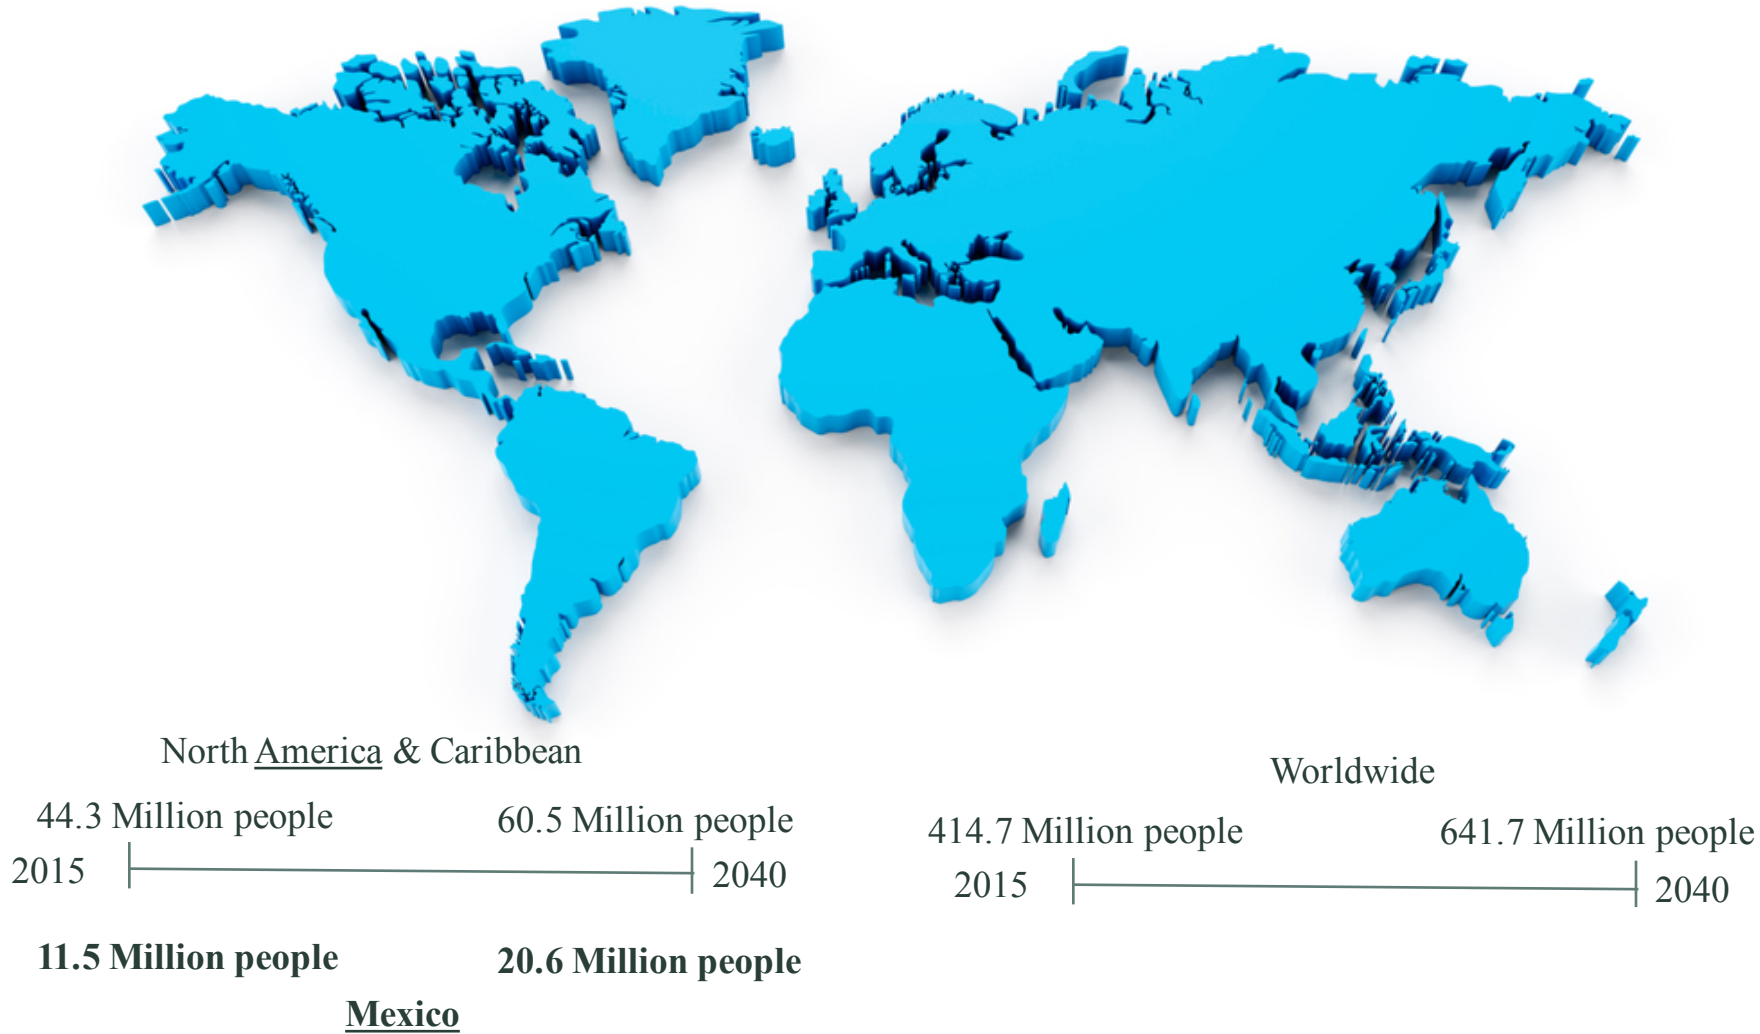 North America & Caribbean
44.3 Million people 60.5 Million people
2015 2040
11.5 Million people 20.6 Million people
Mexico
Worldwide
414.7 Million people 641.7 Million people
2015 2040